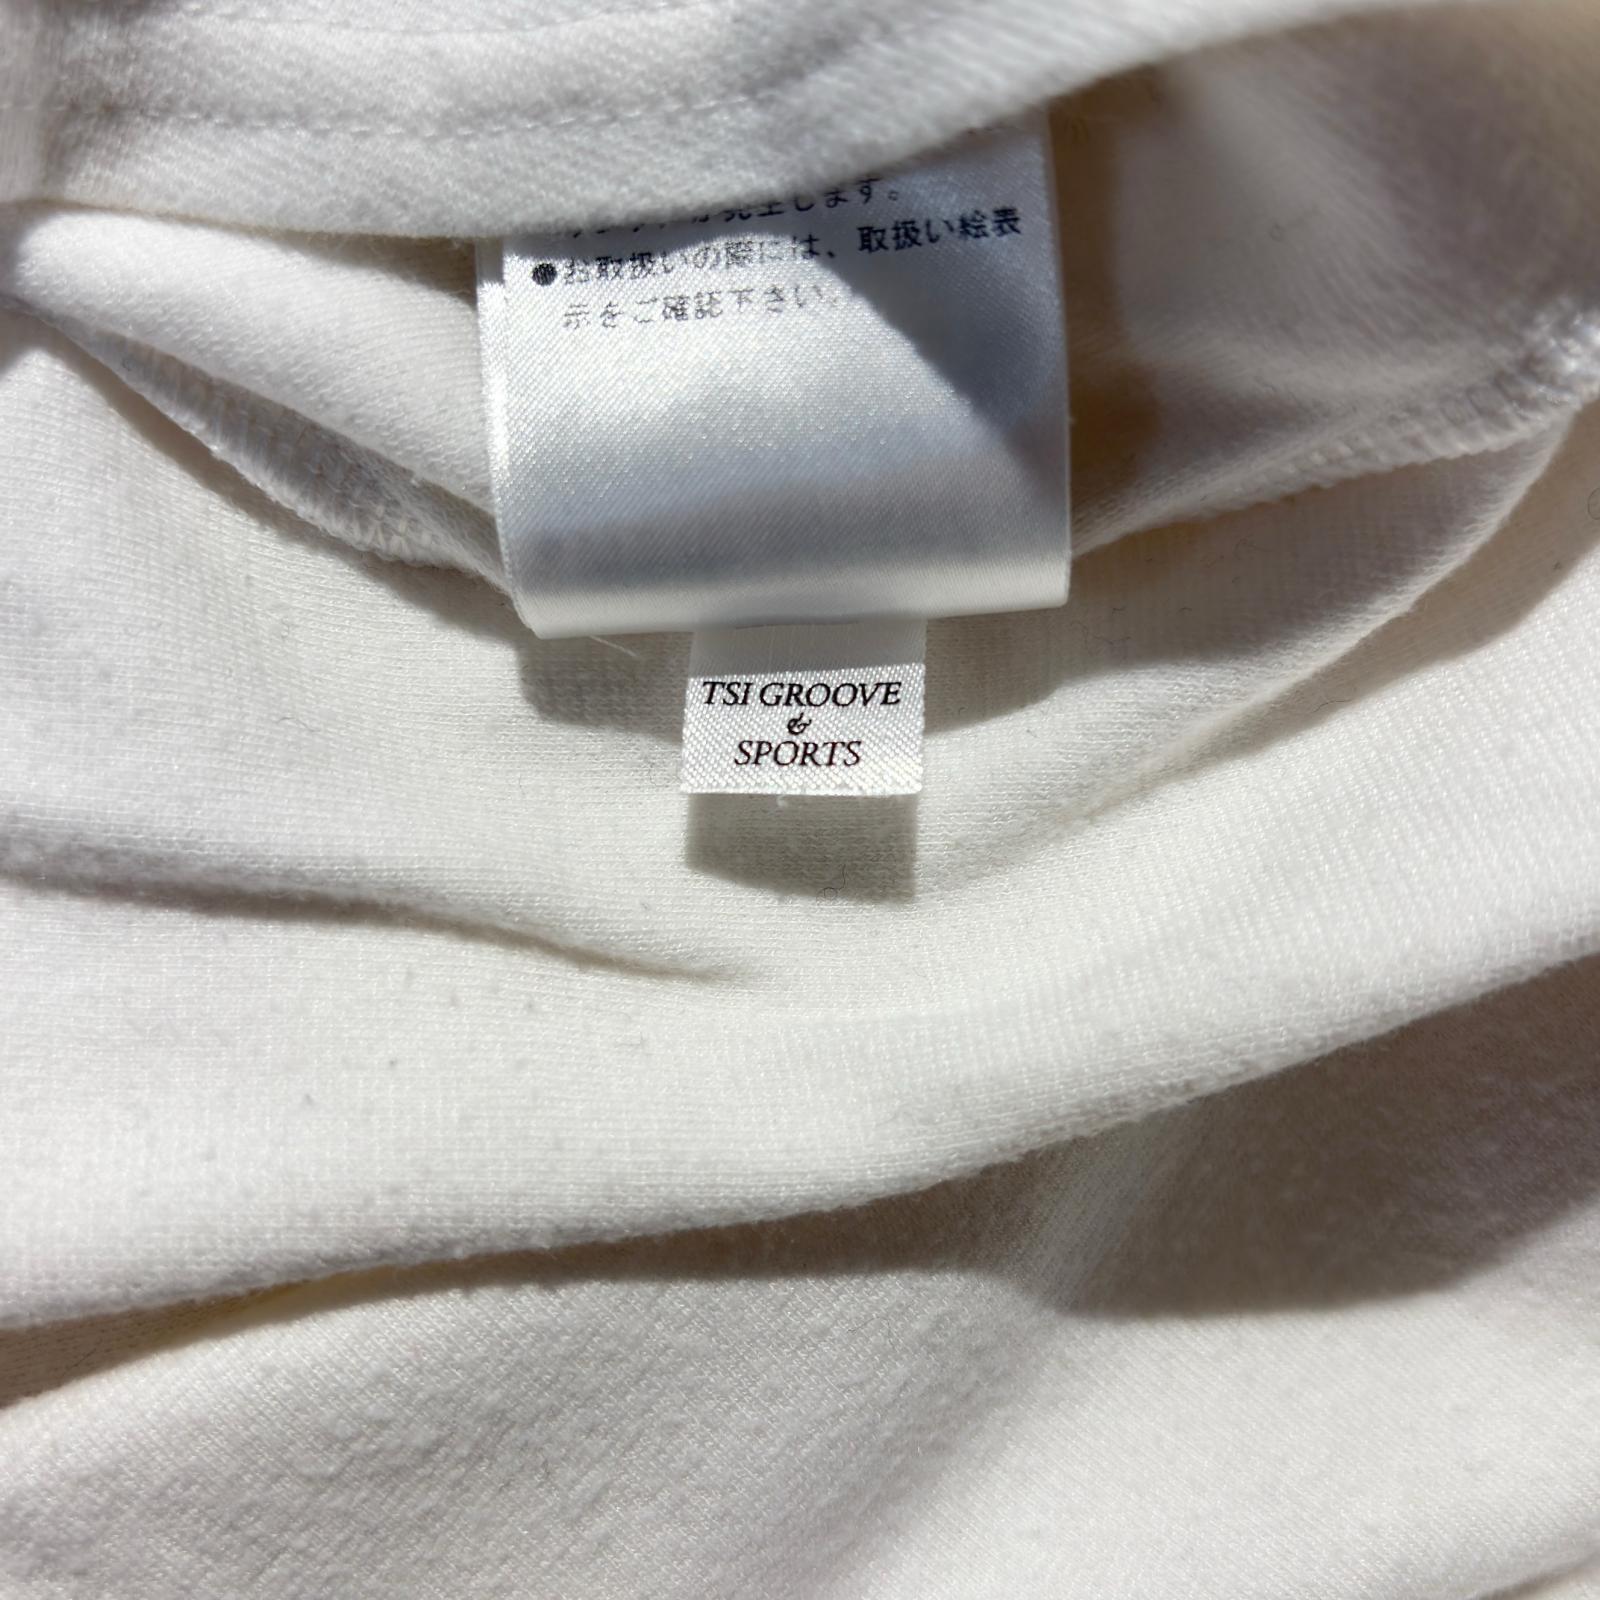 が発生します。
●お取扱いの際には、取扱い絵表
示をご確認下さい。
TSI GROOVE
&
SPORTS